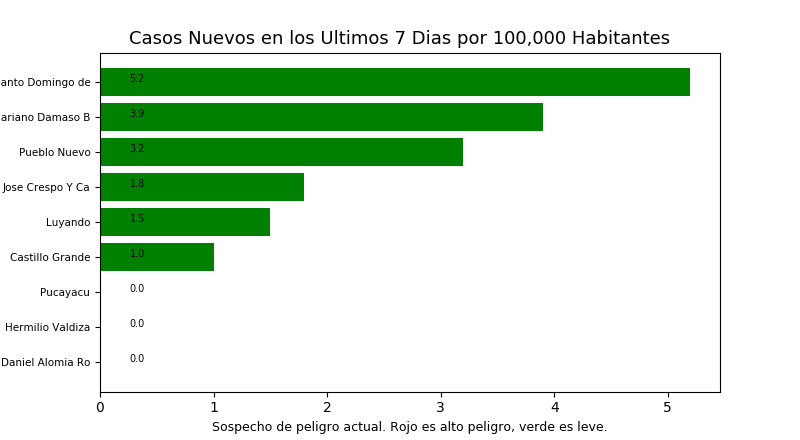 Casos Nuevos en los Ultimos 7 Dias por 100,000 Habitantes
anto Domingo de 5.2
ariano Damaso B 3.9
Pueblo Nuevo 3.2
Jose Crespo Y Ca 1.8
Luyando 1.5
Castillo Grande 1.0
Pucayacu 0.0
Hermilio Valdiza 0.0
Daniel Alomia Ro 0.0
0 1 2 3 4 5
Sospecho de peligro actual. Rojo es alto peligro, verde es leve.